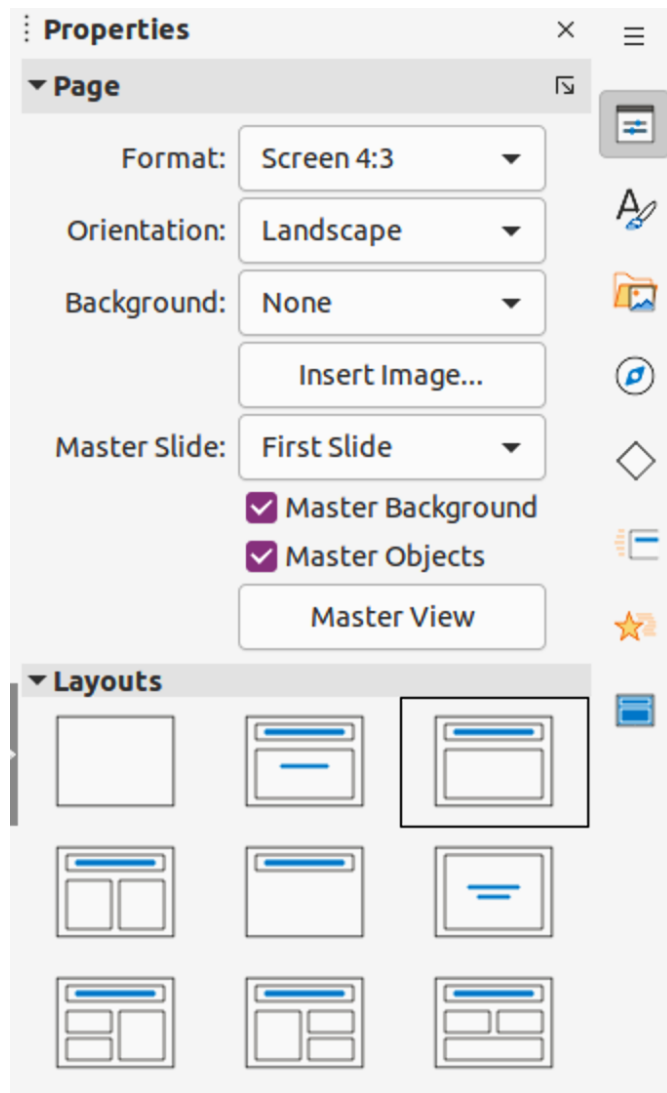 Properties
Page
Format: Screen 4:3
Orientation: Landscape
Background: None
Insert Image...
Master Slide: First Slide
Master Background
Master Objects
Master View
Layouts